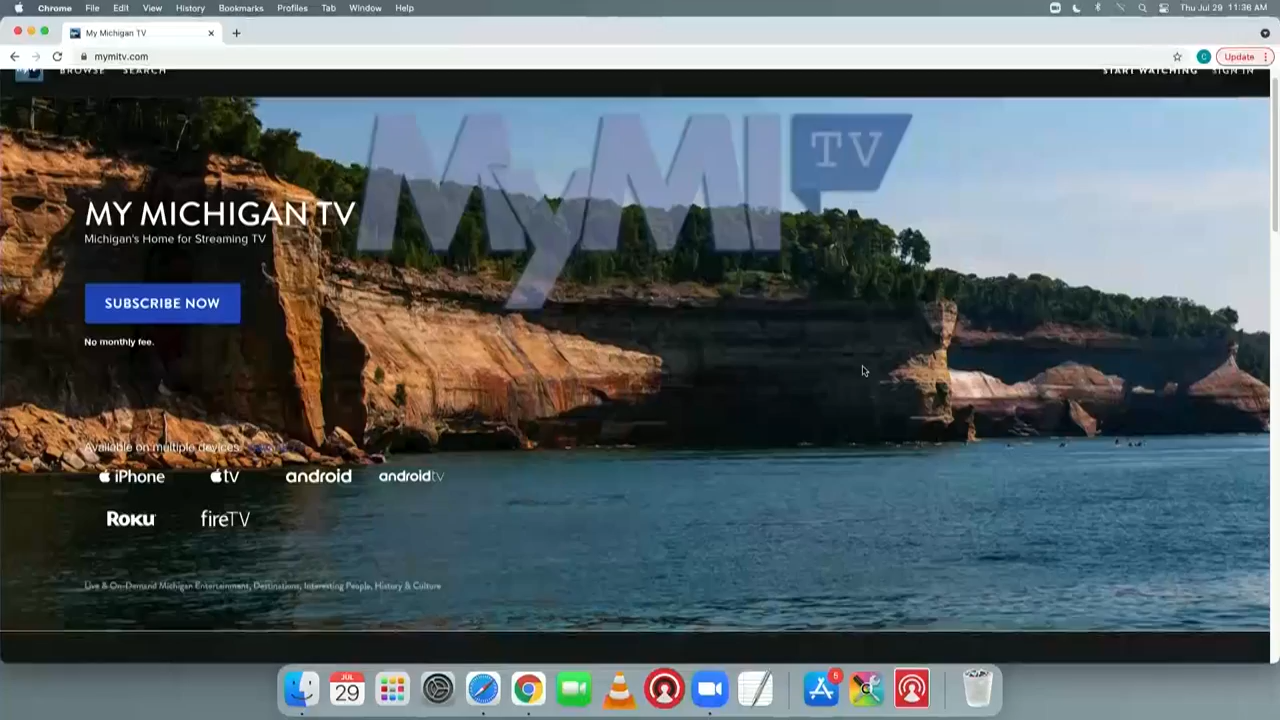 Chrome File Edit View History Bookmarks Profiles Tab Window Help Thu Jul 29 11:36 AM
My Michigan TV
mymitv.com
C Update
BROWSE SEARCH START WATCHING SIGN IN
MyMI TV
MY MICHIGAN TV
Michigan's Home for Streaming TV
SUBSCRIBE NOW
No monthly fee.
Available on multiple devices
iPhone tv android androidtv
Roku fireTV
Live & On-Demand Michigan Entertainment, Destinations, Interesting People, History & Culture
JUL
29
5